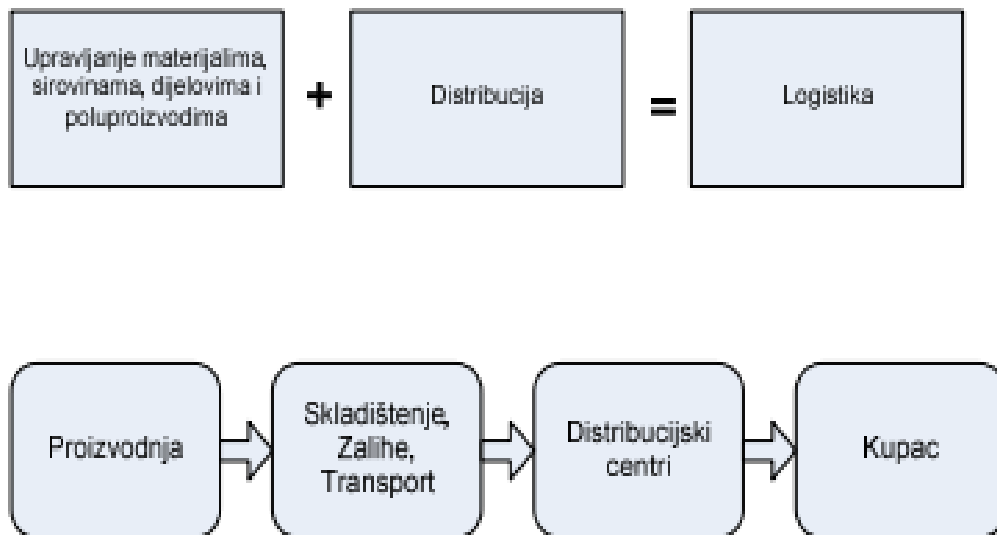 Upravljanje materijalima,
sirovinama, dijelovima i
poluproizvodima
+
Distribucija
=
Logistika
Proizvodnja
Skladištenje,
Zalihe,
Transport
Distribucijski
centri
Kupac